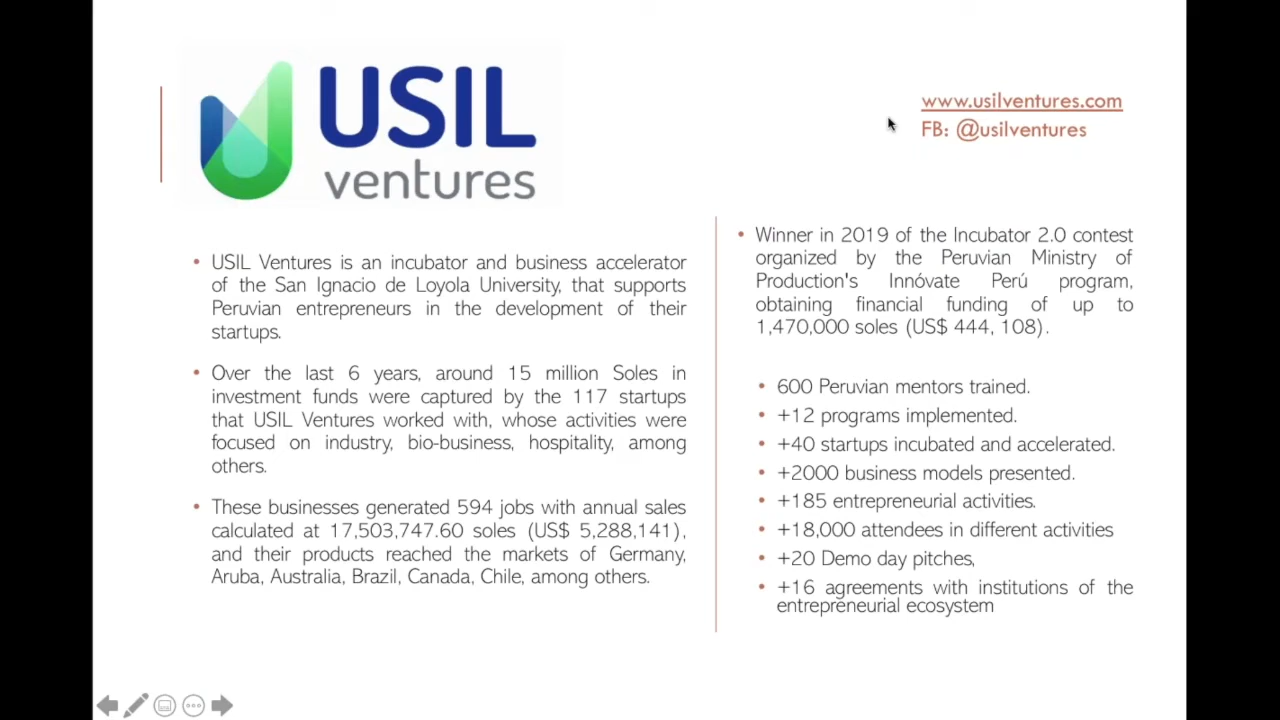 USIL
ventures
www.usilventures.com
FB: @usilventures
• USIL Ventures is an incubator and business accelerator
of the San Ignacio de Loyola University, that supports
Peruvian entrepreneurs in the development of their
startups.
• Over the last 6 years, around 15 million Soles in
investment funds were captured by the 117 startups
that USIL Ventures worked with, whose activities were
focused on industry, bio-business, hospitality, among
others.
• These businesses generated 594 jobs with annual sales
calculated at 17,503,747.60 soles (US$ 5,288,141),
and their products reached the markets of Germany,
Aruba, Australia, Brazil, Canada, Chile, among others.
• Winner in 2019 of the Incubator 2.0 contest
organized by the Peruvian Ministry of
Production's Innóvate Perú program,
obtaining financial funding of up to
1,470,000 soles (US$ 444, 108).
• 600 Peruvian mentors trained.
• +12 programs implemented.
• +40 startups incubated and accelerated.
• +2000 business models presented.
• +185 entrepreneurial activities.
• +18,000 attendees in different activities
• +20 Demo day pitches,
• +16 agreements with institutions of the
entrepreneurial ecosystem